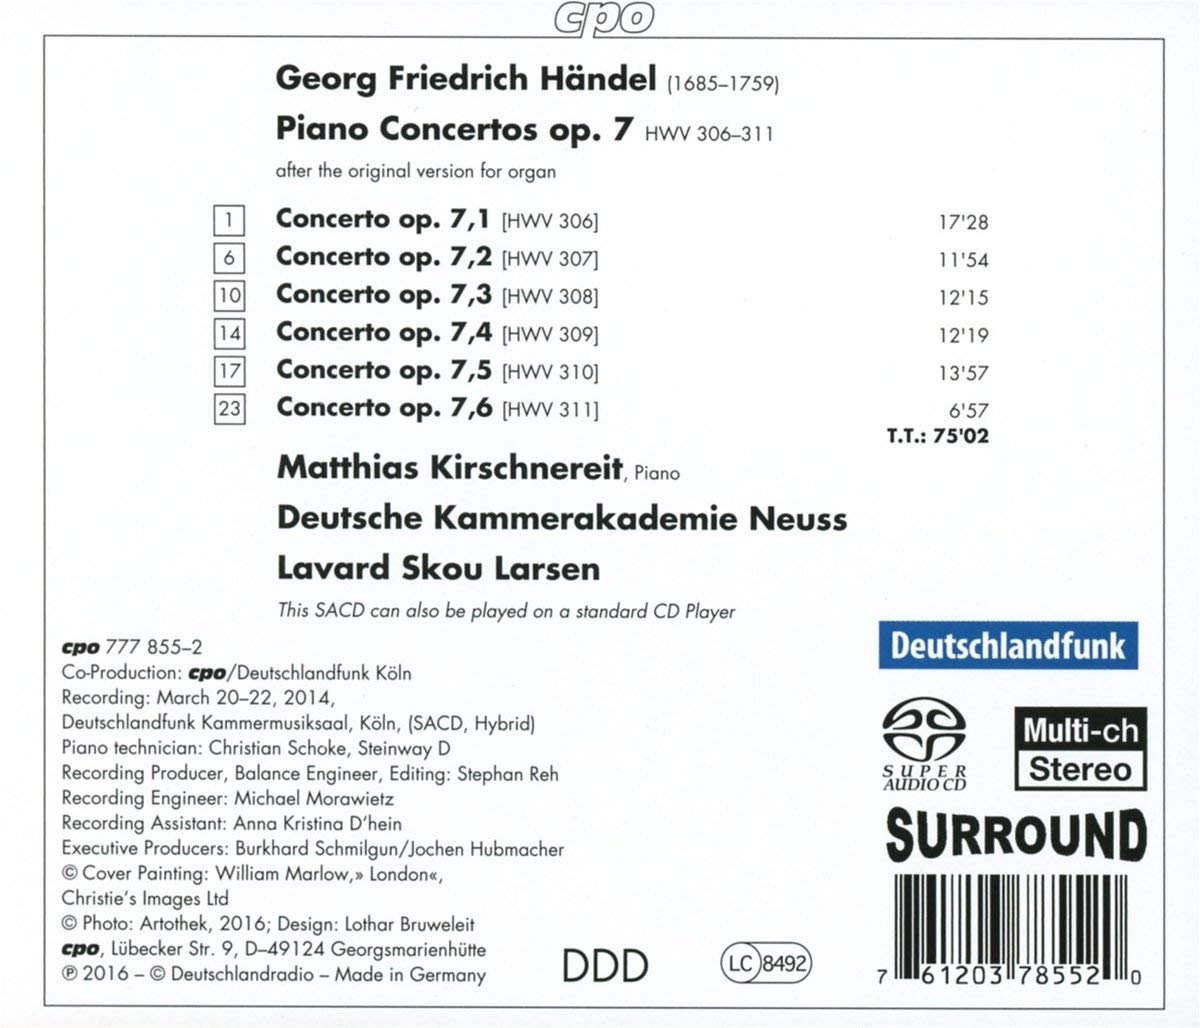 cpo
Georg Friedrich Händel (1685–1759)
Piano Concertos op. 7 HWV 306–311
after the original version for organ
1 Concerto op. 7,1 [HWV 306] 17'28
6 Concerto op. 7,2 [HWV 307] 11'54
10 Concerto op. 7,3 [HWV 308] 12'15
14 Concerto op. 7,4 [HWV 309] 12'19
17 Concerto op. 7,5 [HWV 310] 13'57
23 Concerto op. 7,6 [HWV 311] 6'57
T.T.: 75'02
Matthias Kirschnereit, Piano
Deutsche Kammerakademie Neuss
Lavard Skou Larsen
This SACD can also be played on a standard CD Player
cpo 777 855–2
Co-Production: cpo/Deutschlandfunk Köln
Recording: March 20–22, 2014,
Deutschlandfunk Kammermusiksaal, Köln, (SACD, Hybrid)
Piano technician: Christian Schoke, Steinway D
Recording Producer, Balance Engineer, Editing: Stephan Reh
Recording Engineer: Michael Morawietz
Recording Assistant: Anna Kristina D'hein
Executive Producers: Burkhard Schmilgun/Jochen Hubmacher
© Cover Painting: William Marlow,» London«,
Christie's Images Ltd
© Photo: Artothek, 2016; Design: Lothar Bruweleit
cpo, Lübecker Str. 9, D–49124 Georgsmarienhütte
℗ 2016 – © Deutschlandradio – Made in Germany
DDD
LC 8492
Deutschlandfunk
SUPER
AUDIO CD
Multi-ch
Stereo
SURROUND
7 61203 78552 0